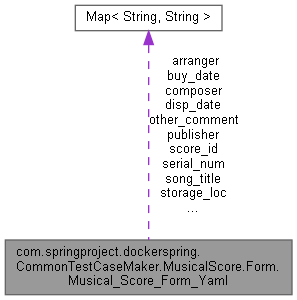 Map< String, String >
arranger
buy_date
composer
disp_date
other_comment
publisher
score_id
serial_num
song_title
storage_loc
...
com.springproject.dockerspring.
CommonTestCaseMaker.MusicalScore.Form.
Musical_Score_Form_Yaml